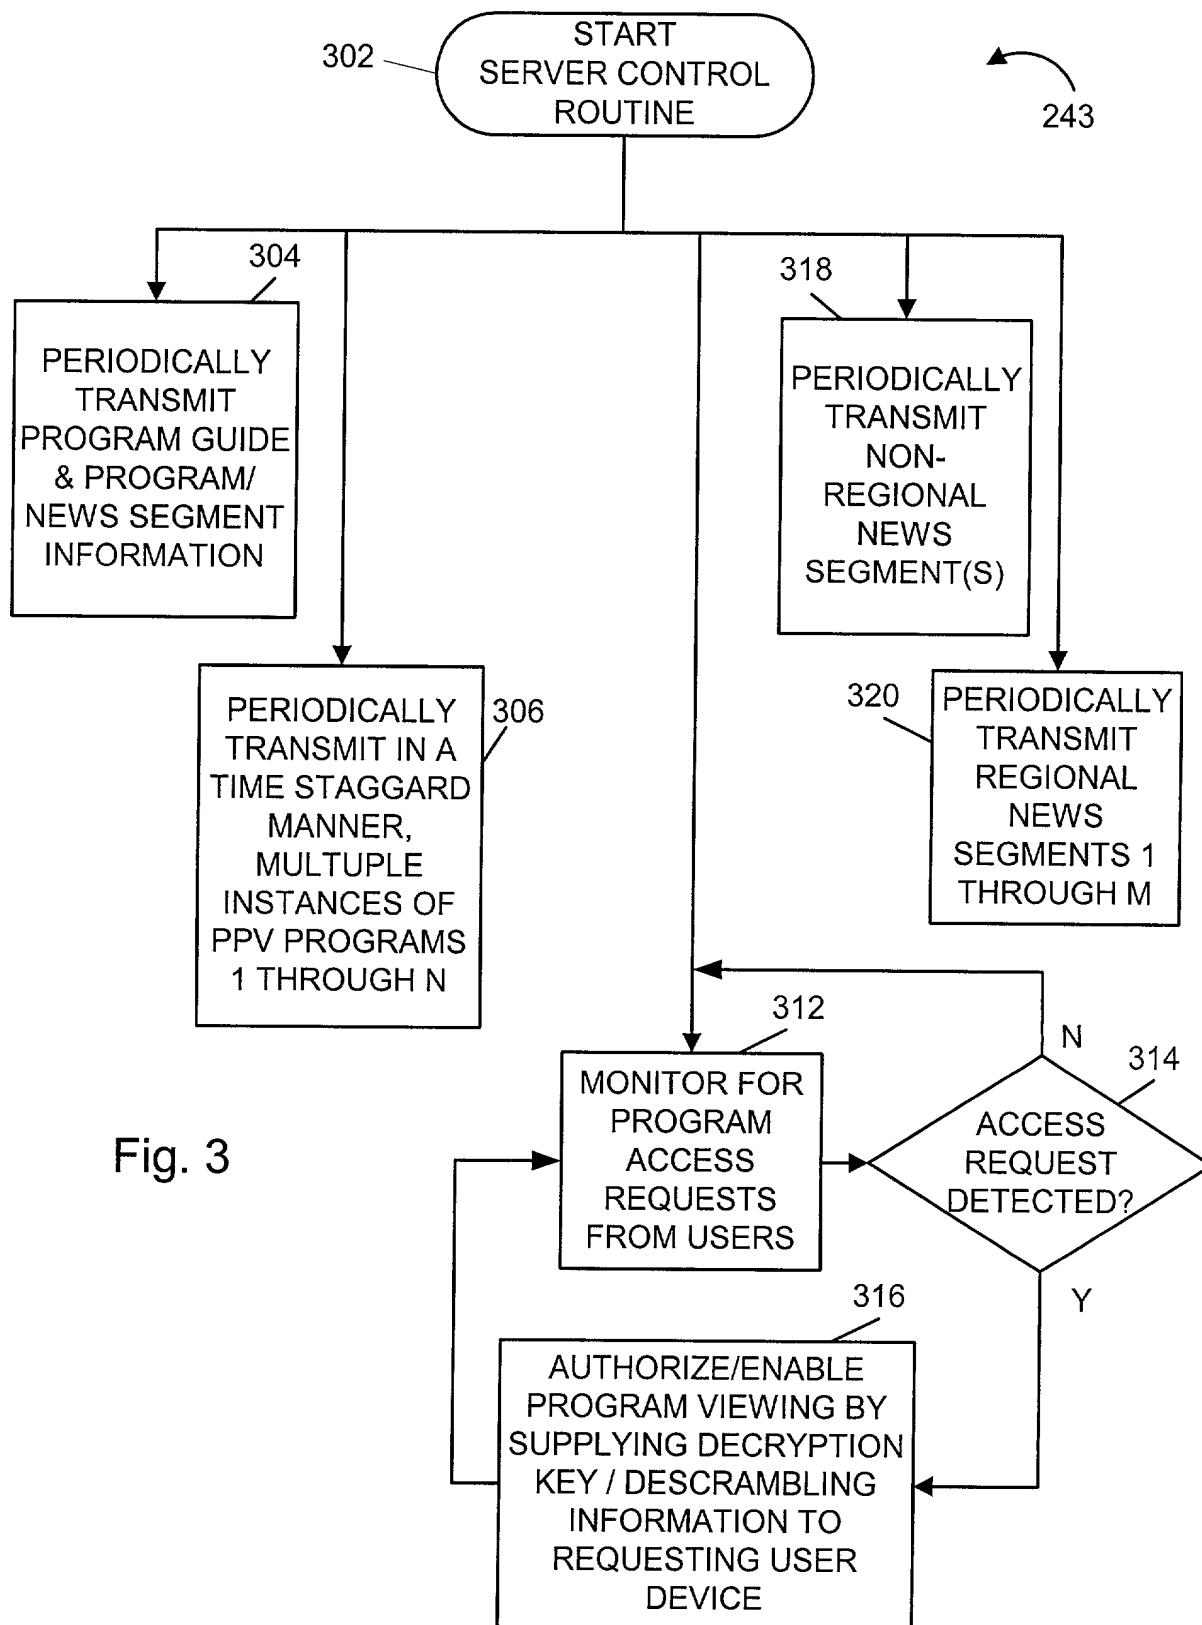 START
SERVER CONTROL
ROUTINE
302
243
304
PERIODICALLY
TRANSMIT
PROGRAM GUIDE
& PROGRAM/
NEWS SEGMENT
INFORMATION
318
PERIODICALLY
TRANSMIT
NON-
REGIONAL
NEWS
SEGMENT(S)
306
PERIODICALLY
TRANSMIT IN A
TIME STAGGARD
MANNER,
MULTUPLE
INSTANCES OF
PPV PROGRAMS
1 THROUGH N
320
PERIODICALLY
TRANSMIT
REGIONAL
NEWS
SEGMENTS 1
THROUGH M
312
MONITOR FOR
PROGRAM
ACCESS
REQUESTS
FROM USERS
N
314
ACCESS
REQUEST
DETECTED?
Y
Fig. 3
316
AUTHORIZE/ENABLE
PROGRAM VIEWING BY
SUPPLYING DECRYPTION
KEY / DESCRAMBLING
INFORMATION TO
REQUESTING USER
DEVICE